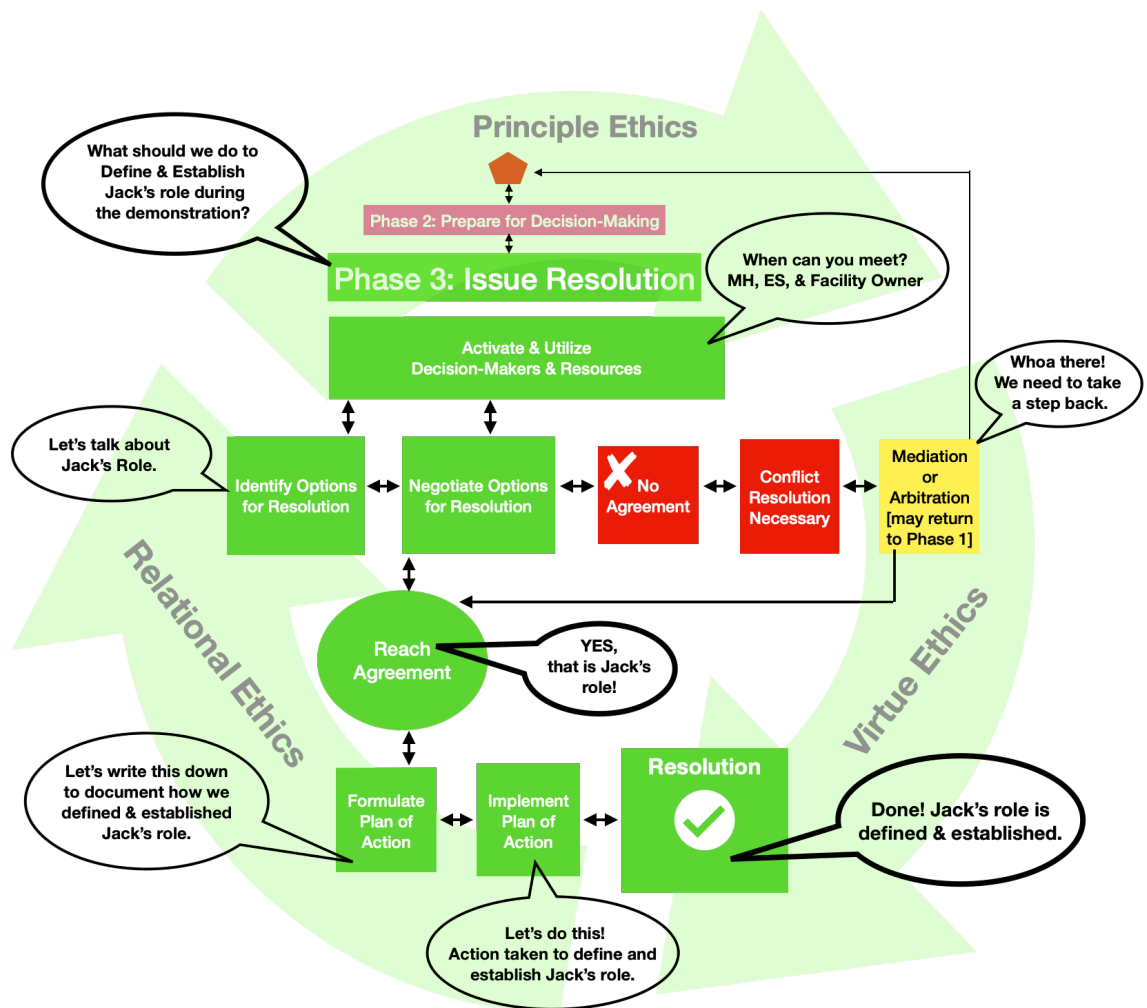 Principle Ethics
What should we do to
Define & Establish
Jack's role during
the demonstration?
Phase 2: Prepare for Decision-Making
Phase 3: Issue Resolution
When can you meet?
MH, ES, & Facility Owner
Activate & Utilize
Decision-Makers & Resources
Whoa there!
We need to take
a step back.
Let's talk about
Jack's Role.
Identify Options
for Resolution
Negotiate Options
for Resolution
No
Agreement
Conflict
Resolution
Necessary
Mediation
or
Arbitration
[may return
to Phase 1]
Relational Ethics
Virtue Ethics
Reach
Agreement
YES,
that is Jack's
role!
Let's write this down
to document how we
defined & established
Jack's role.
Formulate
Plan of
Action
Implement
Plan of
Action
Resolution
Done! Jack's role is
defined & established.
Let's do this!
Action taken to define and
establish Jack's role.